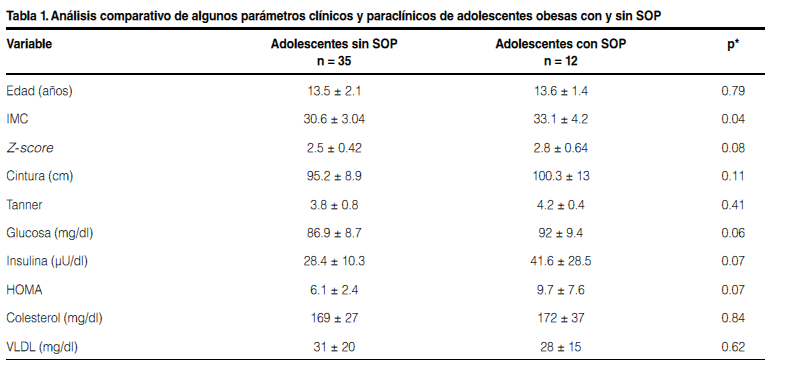 Tabla 1. Análisis comparativo de algunos parámetros clínicos y paraclínicos de adolescentes obesas con y sin SOP
Variable Adolescentes sin SOP Adolescentes con SOP p*
n = 35 n = 12
Edad (años) 13.5 ± 2.1 13.6 ± 1.4 0.79
IMC 30.6 ± 3.04 33.1 ± 4.2 0.04
Z-score 2.5 ± 0.42 2.8 ± 0.64 0.08
Cintura (cm) 95.2 ± 8.9 100.3 ± 13 0.11
Tanner 3.8 ± 0.8 4.2 ± 0.4 0.41
Glucosa (mg/dl) 86.9 ± 8.7 92 ± 9.4 0.06
Insulina (µU/dl) 28.4 ± 10.3 41.6 ± 28.5 0.07
HOMA 6.1 ± 2.4 9.7 ± 7.6 0.07
Colesterol (mg/dl) 169 ± 27 172 ± 37 0.84
VLDL (mg/dl) 31 ± 20 28 ± 15 0.62